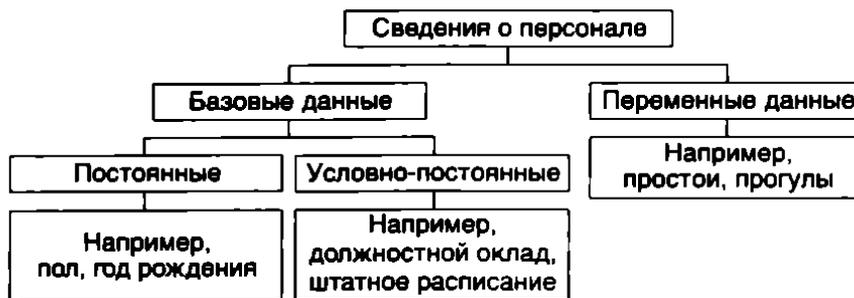 Сведения о персонале
Базовые данные
Переменные данные
Постоянные
Условно-постоянные
Например,
простои, прогулы
Например,
пол, год рождения
Например,
должностной оклад,
штатное расписание